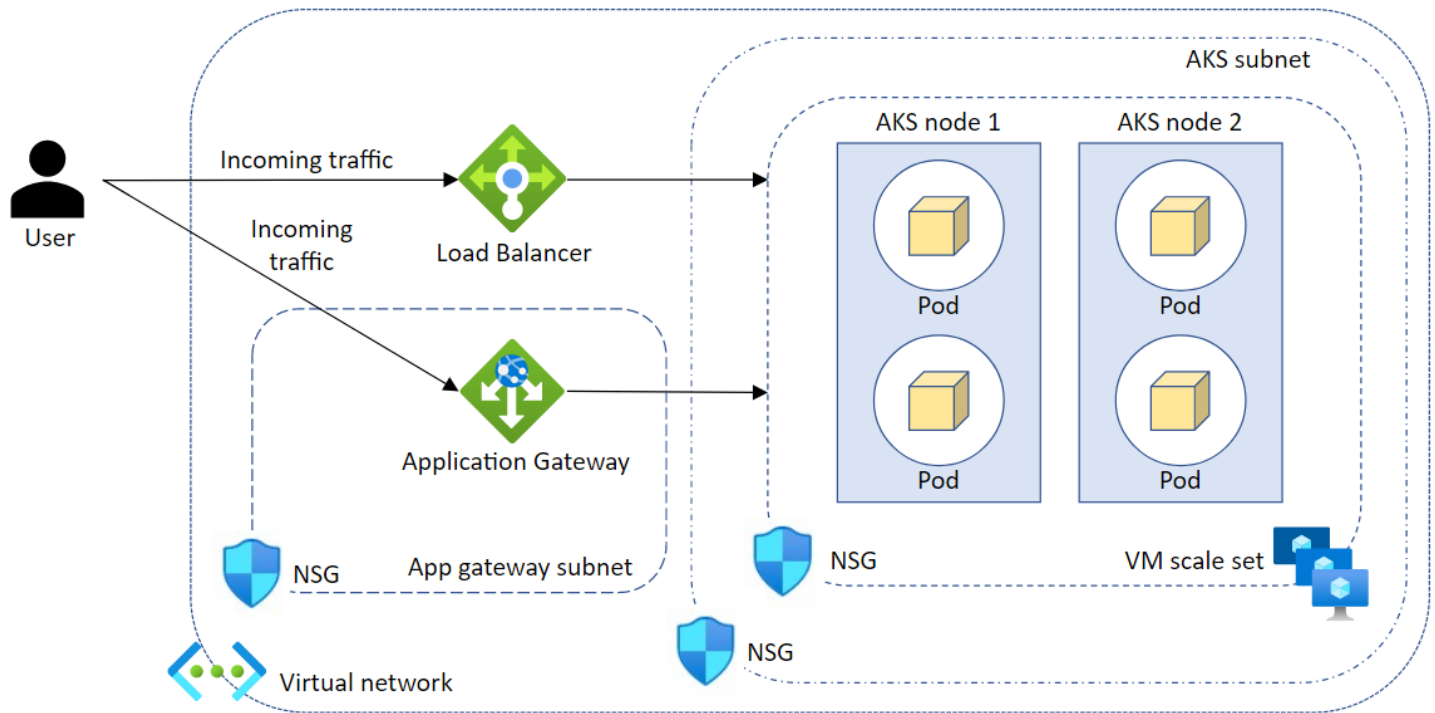 AKS subnet
AKS node 1
AKS node 2
Incoming traffic
User
Incoming
traffic
Load Balancer
Pod
Pod
Application Gateway
Pod
Pod
NSG
App gateway subnet
NSG
VM scale set
NSG
Virtual network